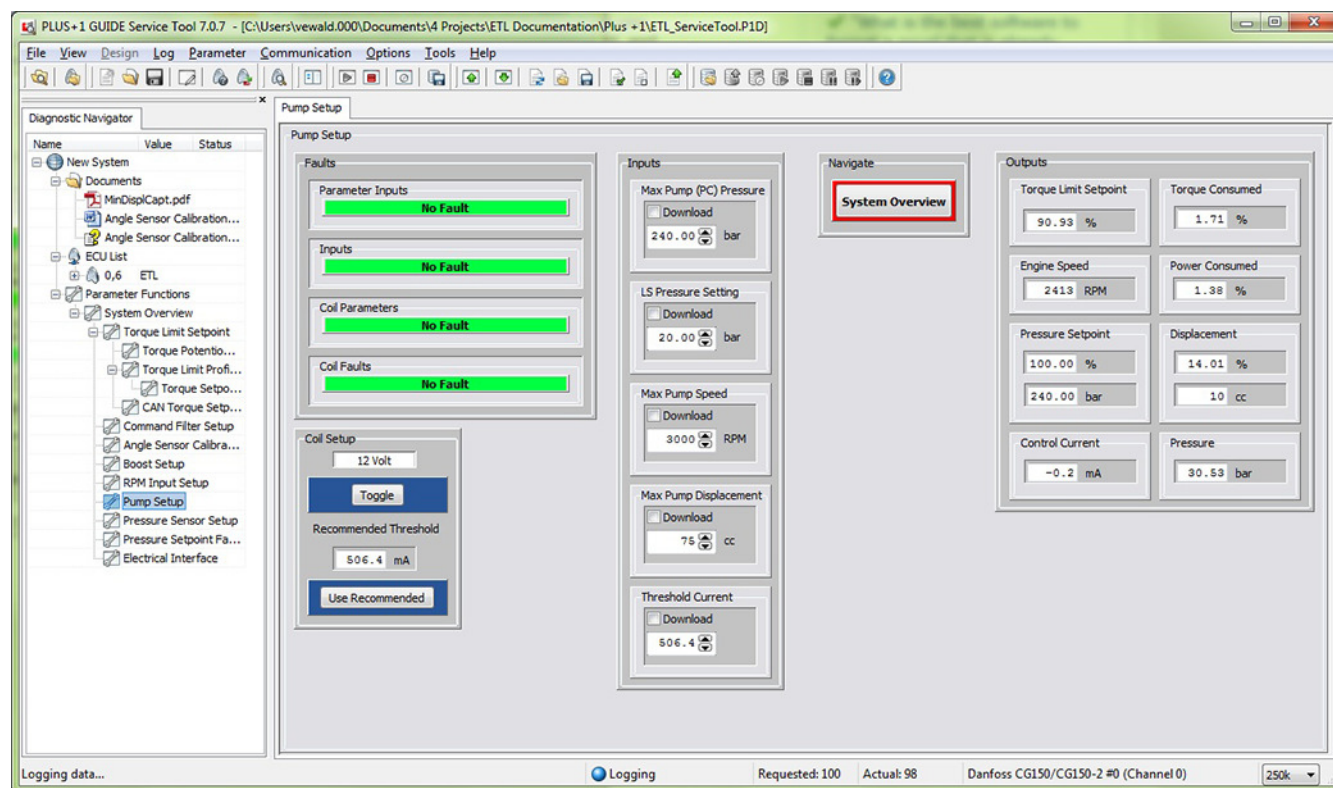 PLUS+1 GUIDE Service Tool 7.0.7 - [C:\Users\vewald.000\Documents\4 Projects\ETL Documentation\Plus +1\ETL_ServiceTool.P1D]
File View Design Log Parameter Communication Options Tools Help
Diagnostic Navigator
Name Value Status
New System
Documents
MinDisplCapt.pdf
Angle Sensor Calibration...
Angle Sensor Calibration...
ECU List
0,6 ETL
Parameter Functions
System Overview
Torque Limit Setpoint
Torque Potentio...
Torque Limit Profi...
Torque Setpo...
CAN Torque Setp...
Command Filter Setup
Angle Sensor Calibra...
Boost Setup
RPM Input Setup
Pump Setup
Pressure Sensor Setup
Pressure Setpoint Fa...
Electrical Interface
Pump Setup
Pump Setup
Faults
Parameter Inputs
No Fault
Inputs
No Fault
Coil Parameters
No Fault
Coil Faults
No Fault
Coil Setup
12 Volt
Toggle
Recommended Threshold
506.4 mA
Use Recommended
Inputs
Max Pump (PC) Pressure
Download
240.00 bar
LS Pressure Setting
Download
20.00 bar
Max Pump Speed
Download
3000 RPM
Max Pump Displacement
Download
75 cc
Threshold Current
Download
506.4
Navigate
System Overview
Outputs
Torque Limit Setpoint
90.93 %
Torque Consumed
1.71 %
Engine Speed
2413 RPM
Power Consumed
1.38 %
Pressure Setpoint
100.00 %
240.00 bar
Displacement
14.01 %
10 cc
Control Current
-0.2 mA
Pressure
30.53 bar
Logging data... Logging Requested: 100 Actual: 98 Danfoss CG150/CG150-2 #0 (Channel 0) 250k